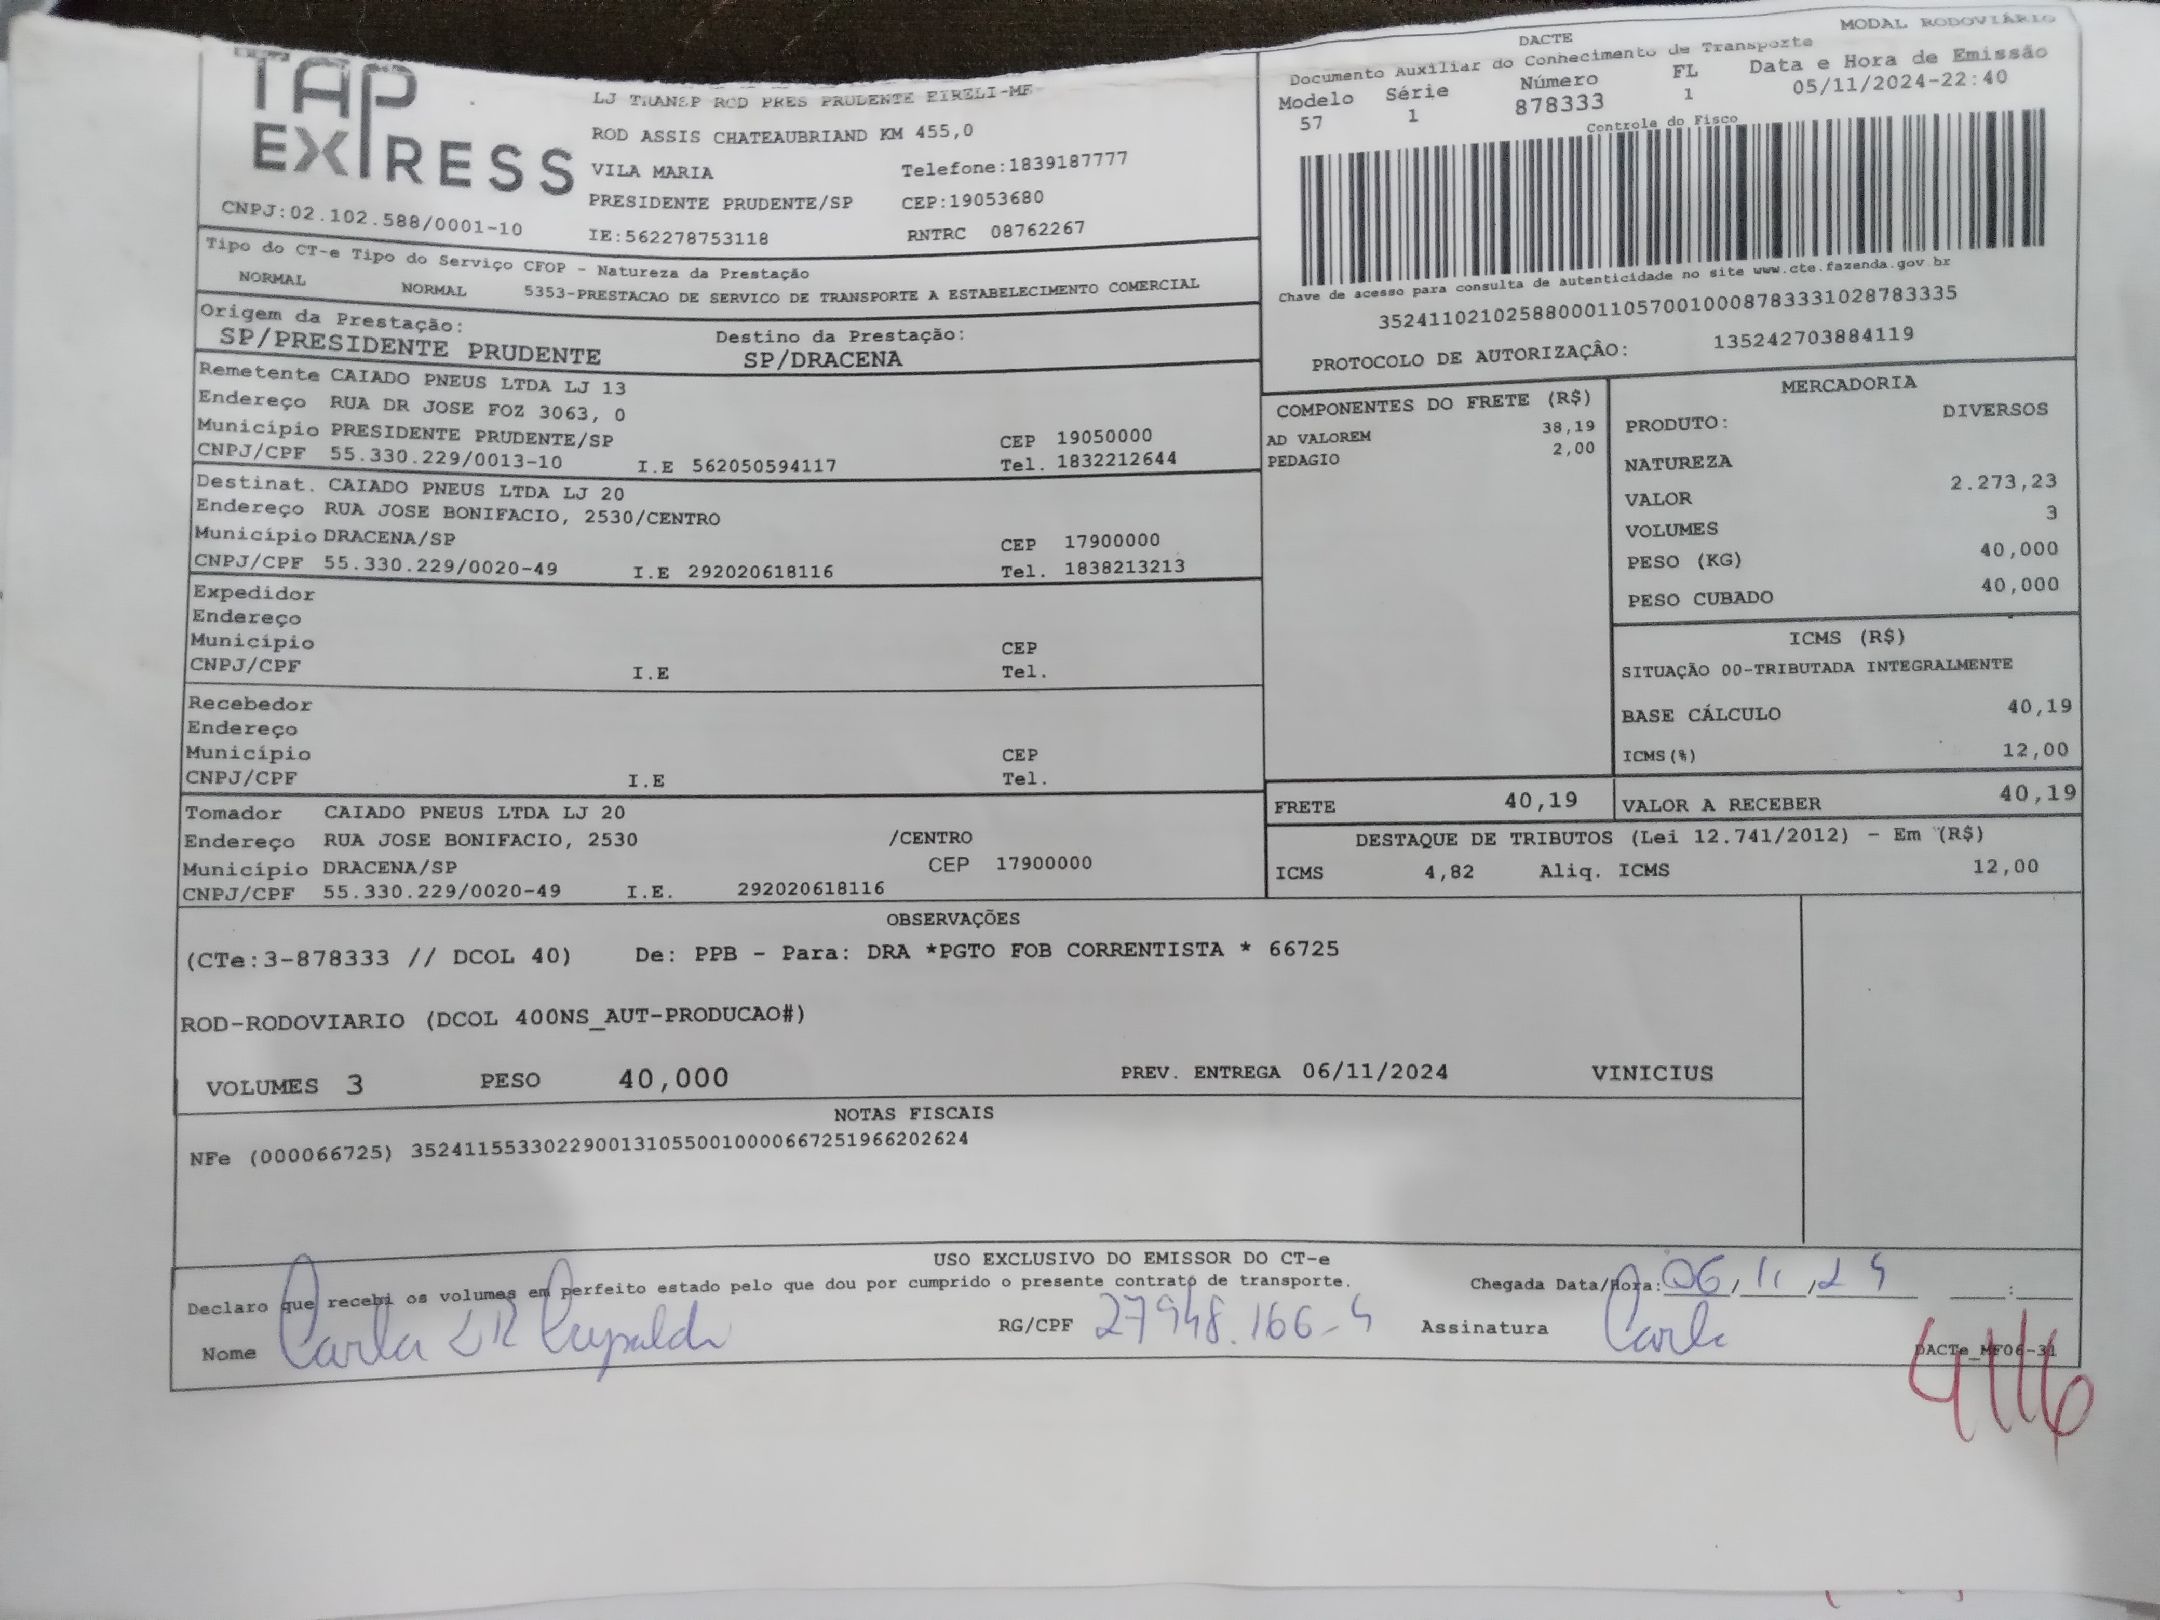 TAP
EXPRESS
LJ TRANSP ROD PRES PRUDENTE EIRELI-ME
ROD ASSIS CHATEAUBRIAND KM 455,0
VILA MARIA Telefone:1839187777
PRESIDENTE PRUDENTE/SP CEP:19053680
CNPJ:02.102.588/0001-10 IE:562278753118 RNTRC 08762267
MODAL RODOVIÁRIO
DACTE
Documento Auxiliar do Conhecimento de Transporte
Modelo Série Número FL Data e Hora de Emissão
57 1 878333 1 05/11/2024-22:40
Controle do Fisco
Chave de acesso para consulta de autenticidade no site www.cte.fazenda.gov.br
35241102102588000110570010008783331028783335
PROTOCOLO DE AUTORIZAÇÂO: 135242703884119
Tipo do CT-e Tipo do Serviço CFOP - Natureza da Prestação
NORMAL NORMAL 5353-PRESTACAO DE SERVICO DE TRANSPORTE A ESTABELECIMENTO COMERCIAL
Origem da Prestação: Destino da Prestação:
SP/PRESIDENTE PRUDENTE SP/DRACENA
Remetente CAIADO PNEUS LTDA LJ 13
Endereço RUA DR JOSE FOZ 3063, 0
Município PRESIDENTE PRUDENTE/SP CEP 19050000
CNPJ/CPF 55.330.229/0013-10 I.E 562050594117 Tel. 1832212644
Destinat. CAIADO PNEUS LTDA LJ 20
Endereço RUA JOSE BONIFACIO, 2530/CENTRO
Município DRACENA/SP CEP 17900000
CNPJ/CPF 55.330.229/0020-49 I.E 292020618116 Tel. 1838213213
Expedidor
Endereço
Município CEP
CNPJ/CPF I.E Tel.
Recebedor
Endereço
Município CEP
CNPJ/CPF I.E Tel.
Tomador CAIADO PNEUS LTDA LJ 20
Endereço RUA JOSE BONIFACIO, 2530 /CENTRO
Município DRACENA/SP CEP 17900000
CNPJ/CPF 55.330.229/0020-49 I.E. 292020618116
COMPONENTES DO FRETE (R$)
AD VALOREM 38,19
PEDAGIO 2,00
MERCADORIA
PRODUTO: DIVERSOS
NATUREZA
VALOR 2.273,23
VOLUMES 3
PESO (KG) 40,000
PESO CUBADO 40,000
ICMS (R$)
SITUAÇÃO 00-TRIBUTADA INTEGRALMENTE
BASE CÁLCULO 40,19
ICMS(%) 12,00
FRETE 40,19 VALOR A RECEBER 40,19
DESTAQUE DE TRIBUTOS (Lei 12.741/2012) - Em (R$)
ICMS 4,82 Aliq. ICMS 12,00
OBSERVAÇÕES
(CTe:3-878333 // DCOL 40) De: PPB - Para: DRA *PGTO FOB CORRENTISTA * 66725
ROD-RODOVIARIO (DCOL 400NS_AUT-PRODUCAO#)
VOLUMES 3 PESO 40,000 PREV. ENTREGA 06/11/2024 VINICIUS
NOTAS FISCAIS
NFe (000066725) 35241155330229001310550010000667251966202624
USO EXCLUSIVO DO EMISSOR DO CT-e
Declaro que recebi os volumes em perfeito estado pelo que dou por cumprido o presente contrato de transporte. Chegada Data/Hora: 06/11/24 __:__
Nome Carla RG/CPF 27948.166-4 Assinatura Carla
DACTe_MF06-31